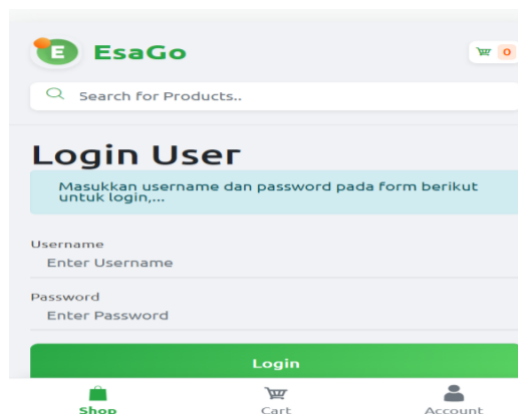 E EsaGo
0
Search for Products..
Login User
Masukkan username dan password pada form berikut
untuk login,...
Username
Enter Username
Password
Enter Password
Login
Shop Cart Account